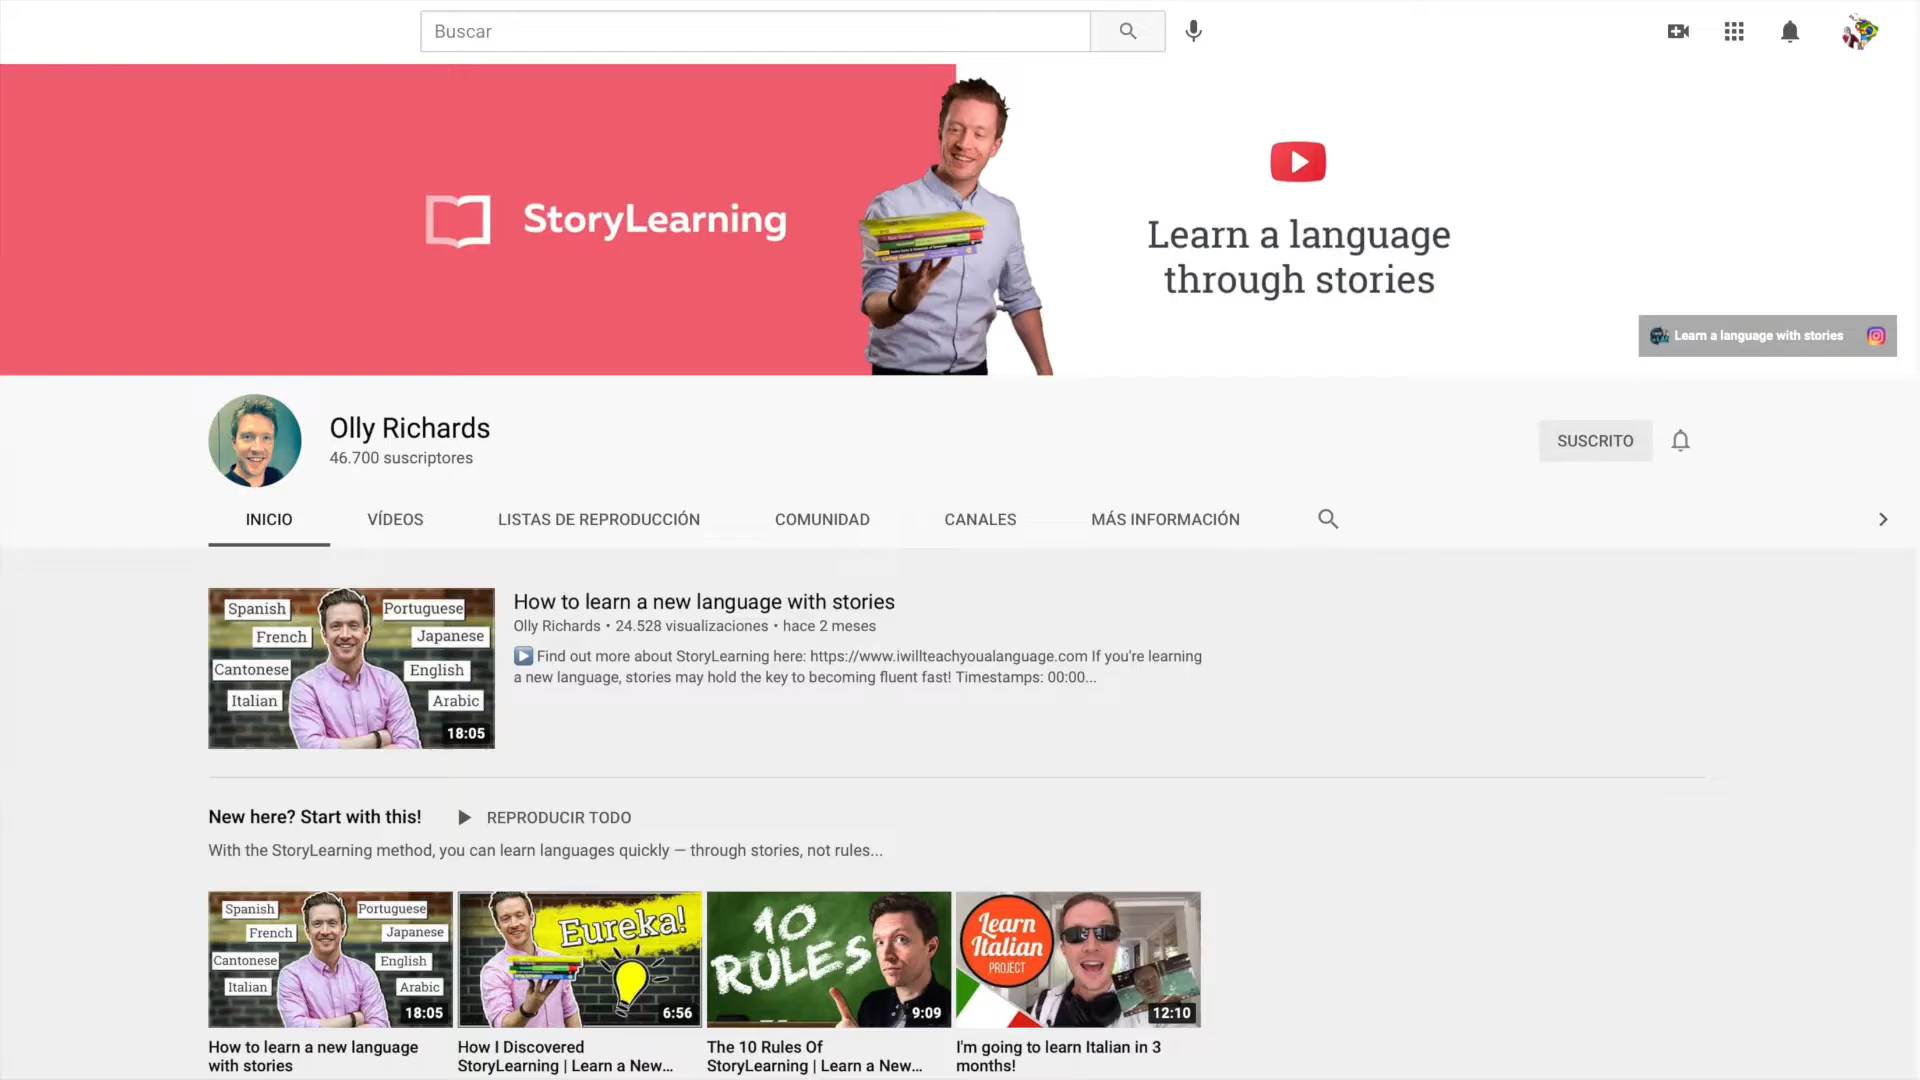 Buscar
StoryLearning
Learn a language
through stories
Learn a language with stories
Olly Richards
46.700 suscriptores
SUSCRITO
INICIO
VÍDEOS
LISTAS DE REPRODUCCIÓN
COMUNIDAD
CANALES
MÁS INFORMACIÓN
Spanish
Portuguese
French
Japanese
Cantonese
English
Italian
Arabic
18:05
How to learn a new language with stories
Olly Richards • 24.528 visualizaciones • hace 2 meses
Find out more about StoryLearning here: https://www.iwillteachyoualanguage.com If you're learning
a new language, stories may hold the key to becoming fluent fast! Timestamps: 00:00...
New here? Start with this!
REPRODUCIR TODO
With the StoryLearning method, you can learn languages quickly — through stories, not rules...
Spanish
Portuguese
French
Japanese
Cantonese
English
Italian
Arabic
18:05
How to learn a new language
with stories
Eureka!
6:56
How I Discovered
StoryLearning | Learn a New...
10
RULES
9:09
The 10 Rules Of
StoryLearning | Learn a New...
Learn
Italian
PROJECT
12:10
I'm going to learn Italian in 3
months!